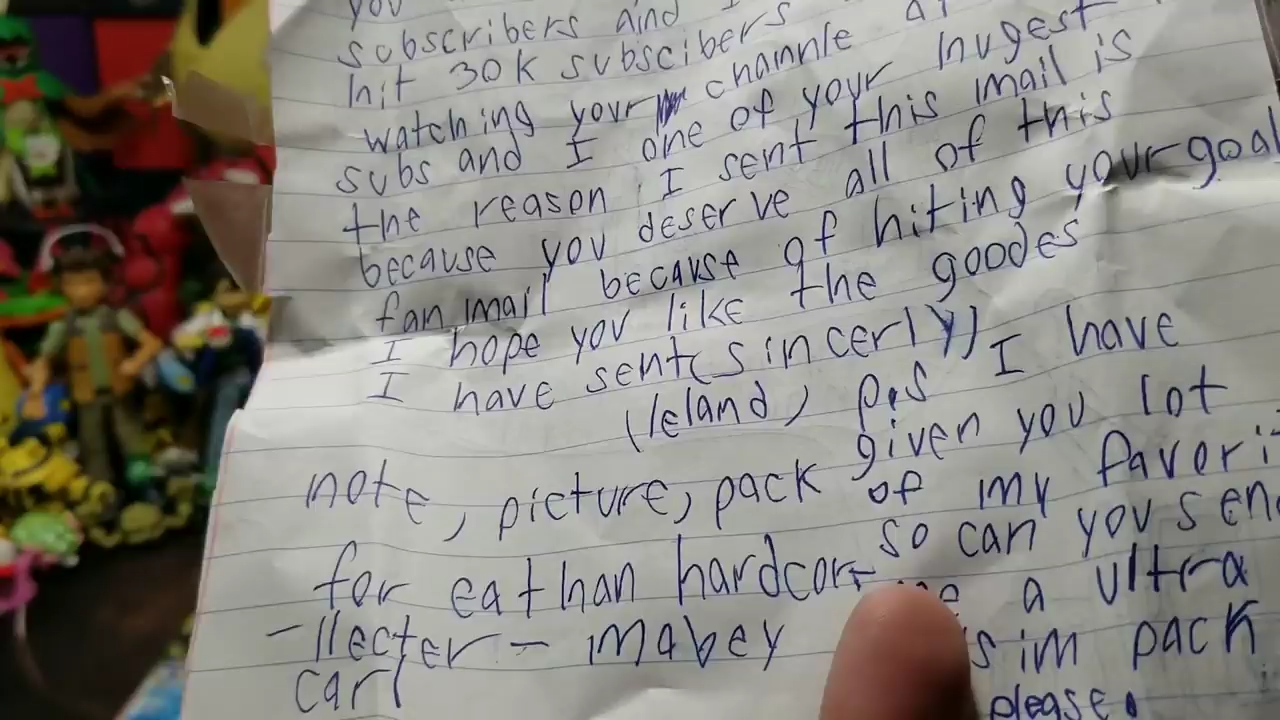 you
subscribers and I
hit 30K subscibers
watching your channle
subs and I one of your hugest
the reason I sent this mail is
because you deserve all of this
fan mail because of hiting your goal
I hope you like the goodes
I have sent(sincerly)
(leland) p.s I have
given you lot
of my favori
so can you sen
a ultra
sim pack
please.
note, picture, pack
for eathan hardcor
-llecter - mabey
carl